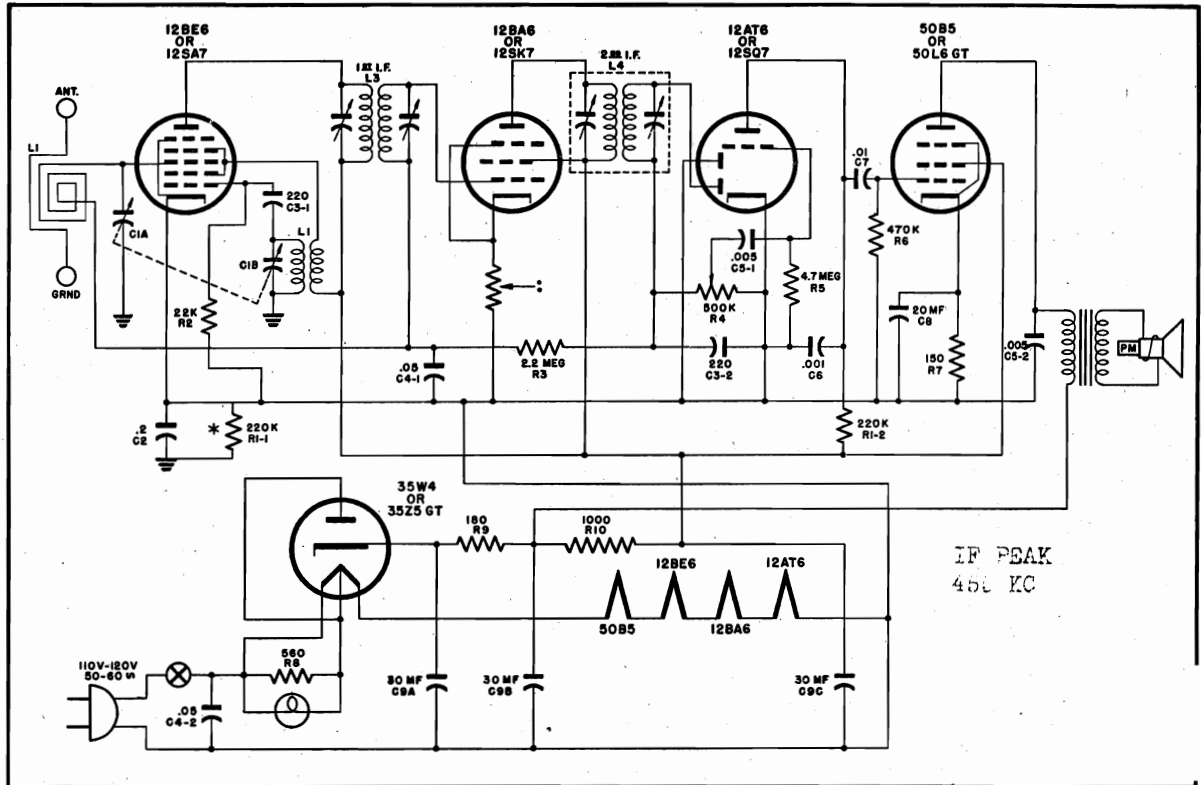 12BE6
OR
12SA7
12BA6
OR
12SK7
12AT6
OR
12SQ7
50B5
OR
50L6 GT
ANT.
L1
GRND
C1A
220
C3-1
L1
C1B
22K
R2
L3
2ND I.F.
L4
.05
C4-1
2.2 MEG
R3
500K
R4
.005
C5-1
4.7 MEG
R5
220
C3-2
.001
C6
.01
C7
470K
R6
20 MF
C8
150
R7
.005
C5-2
PM
.2
C2
*
220K
R1-1
220K
R1-2
35W4
OR
35Z5 GT
180
R9
1000
R10
50B5
12BE6
12BA6
12AT6
IF PEAK
KC
110V-120V
50-60
560
R8
.05
C4-2
30 MF
C9A
30 MF
C9B
30 MF
C9C